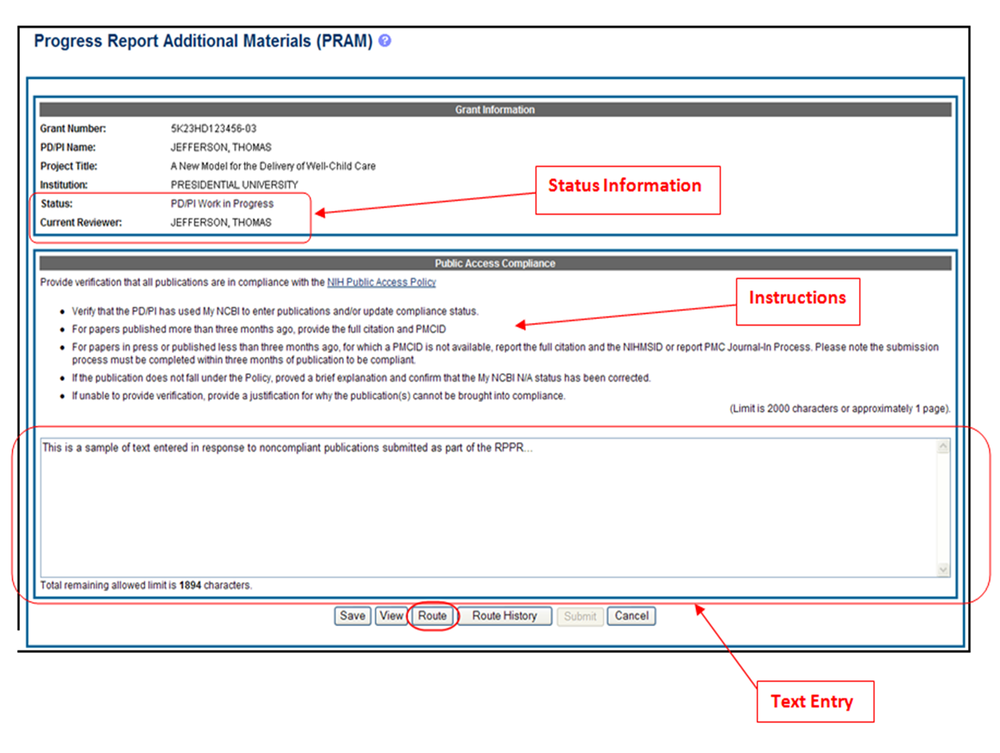 Progress Report Additional Materials (PRAM) ?
Grant Information
Grant Number: 5K23HD123456-03
PD/PI Name: JEFFERSON, THOMAS
Project Title: A New Model for the Delivery of Well-Child Care
Institution: PRESIDENTIAL UNIVERSITY
Status: PD/PI Work in Progress
Current Reviewer: JEFFERSON, THOMAS
Status Information
Public Access Compliance
Provide verification that all publications are in compliance with the NIH Public Access Policy
Instructions
• Verify that the PD/PI has used My NCBI to enter publications and/or update compliance status.
• For papers published more than three months ago, provide the full citation and PMCID
• For papers in press or published less than three months ago, for which a PMCID is not available, report the full citation and the NIHMSID or report PMC Journal-In Process. Please note the submission
process must be completed within three months of publication to be compliant.
• If the publication does not fall under the Policy, proved a brief explanation and confirm that the My NCBI N/A status has been corrected.
• If unable to provide verification, provide a justification for why the publication(s) cannot be brought into compliance.
(Limit is 2000 characters or approximately 1 page).
This is a sample of text entered in response to noncompliant publications submitted as part of the RPPR...
Total remaining allowed limit is 1894 characters.
Save View Route Route History Submit Cancel
Text Entry